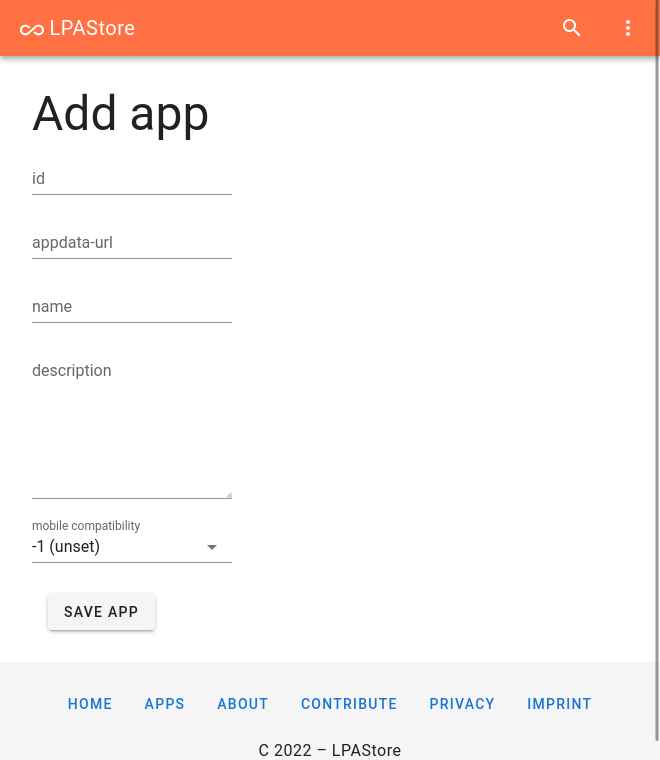 LPAStore
Add app
id
appdata-url
name
description
mobile compatibility
-1 (unset)
SAVE APP
HOME APPS ABOUT CONTRIBUTE PRIVACY IMPRINT
C 2022 – LPAStore